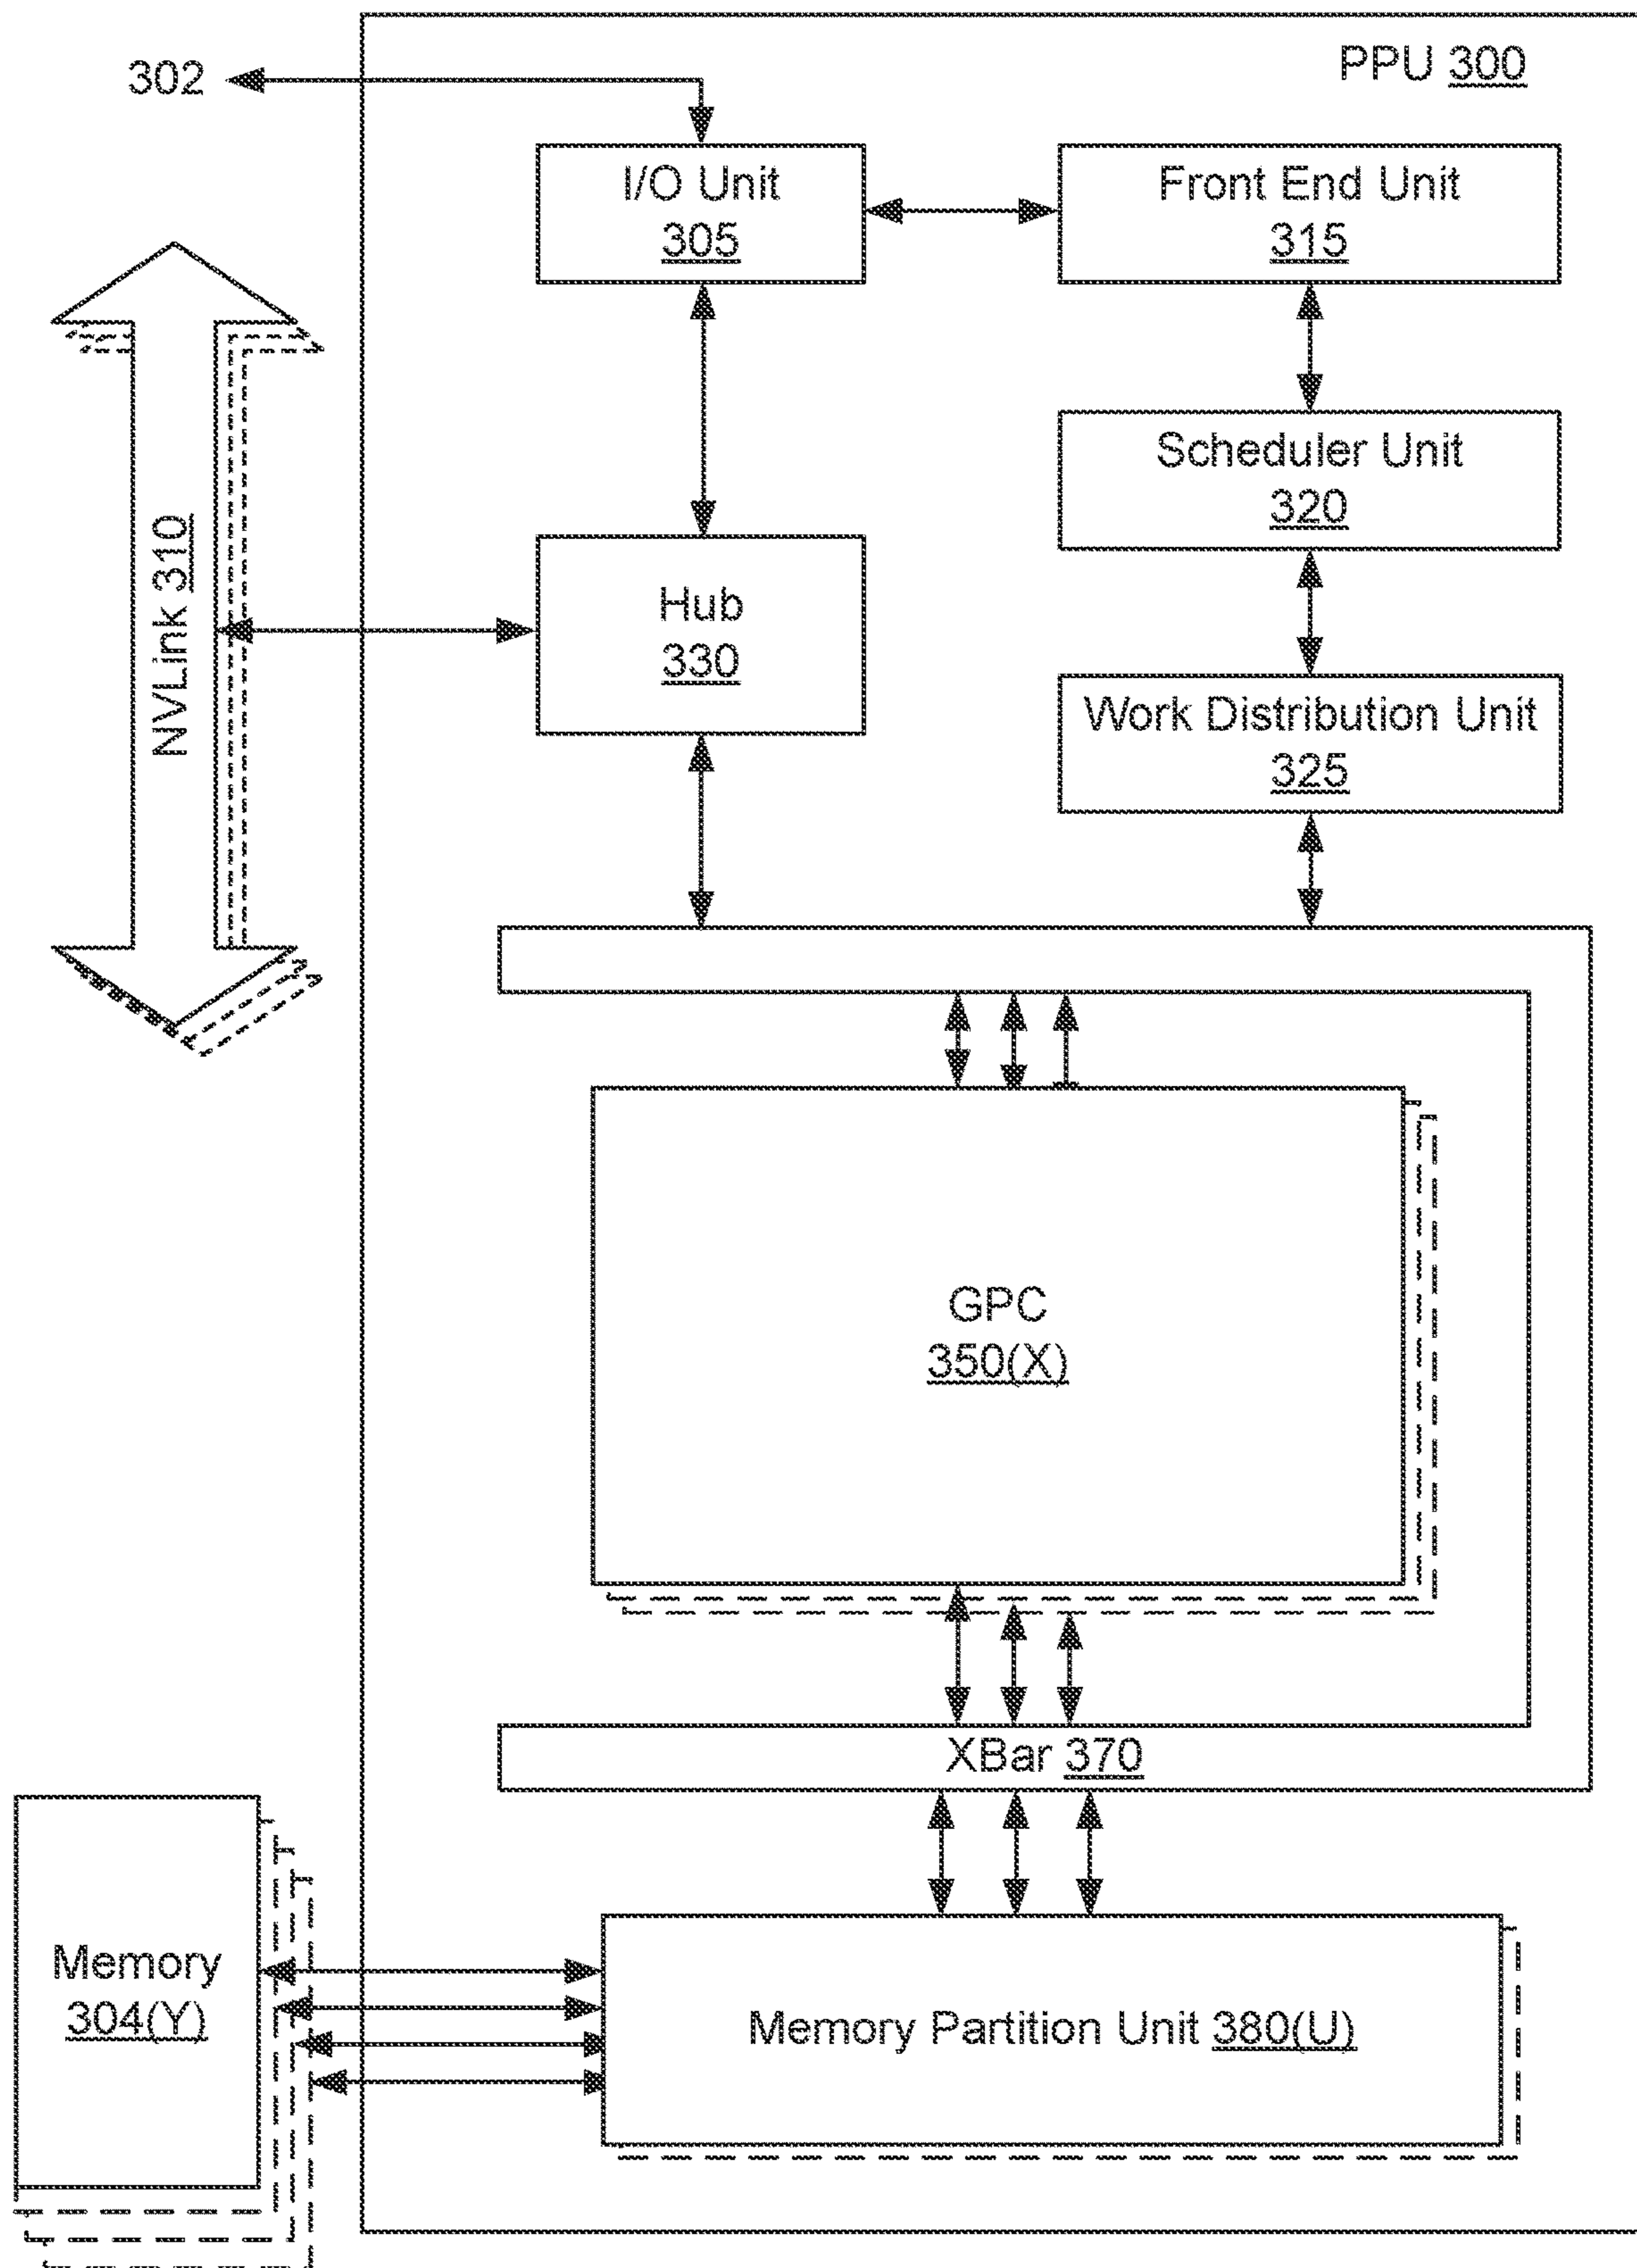 PPU 300
302
I/O Unit
305
Front End Unit
315
Scheduler Unit
320
NVLink 310
Hub
330
Work Distribution Unit
325
GPC
350(X)
XBar 370
Memory
304(Y)
Memory Partition Unit 380(U)